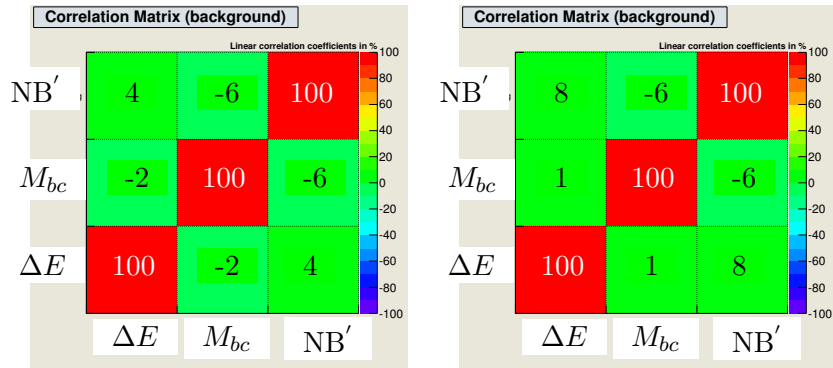 Correlation Matrix (background)
Linear correlation coefficients in %
NB′ 4 -6 100
M_bc -2 100 -6
ΔE 100 -2 4
ΔE M_bc NB′
100
80
60
40
20
0
-20
-40
-60
-80
-100
Correlation Matrix (background)
Linear correlation coefficients in %
NB′ 8 -6 100
M_bc 1 100 -6
ΔE 100 1 8
ΔE M_bc NB′
100
80
60
40
20
0
-20
-40
-60
-80
-100